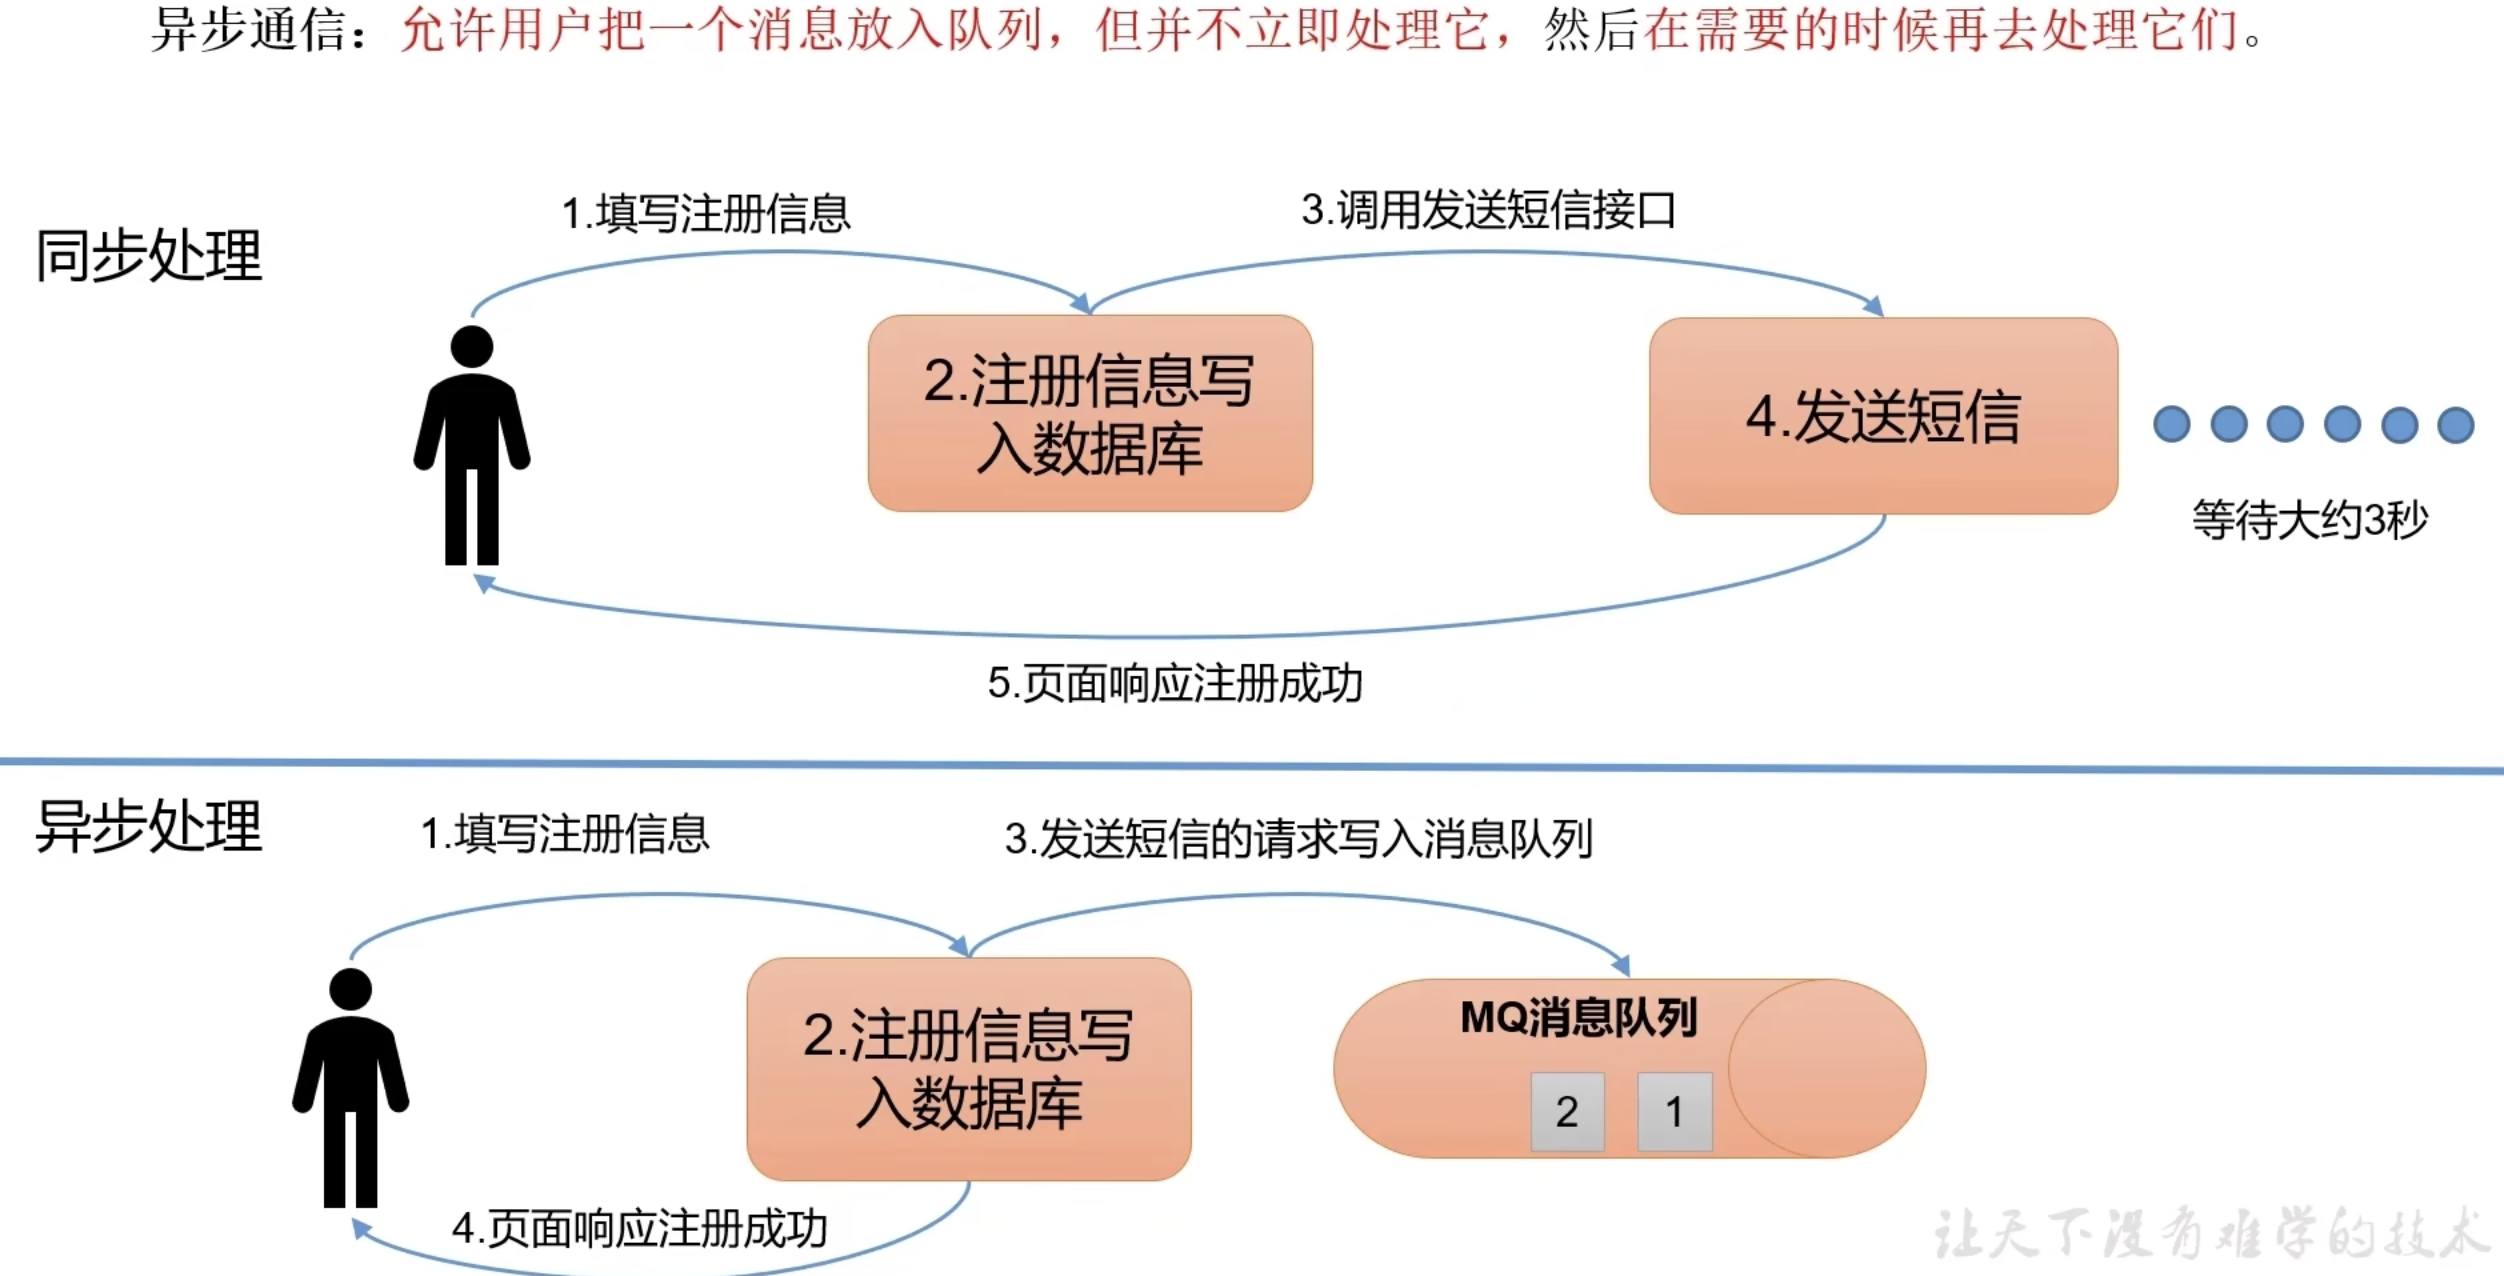 异步通信：允许用户把一个消息放入队列，但并不立即处理它，然后在需要的时候再去处理它们。
同步处理
1.填写注册信息
3.调用发送短信接口
2.注册信息写
入数据库
4.发送短信
等待大约3秒
5.页面响应注册成功
异步处理
1.填写注册信息
3.发送短信的请求写入消息队列
2.注册信息写
入数据库
MQ消息队列
2 1
4.页面响应注册成功
让天下没有难学的技术